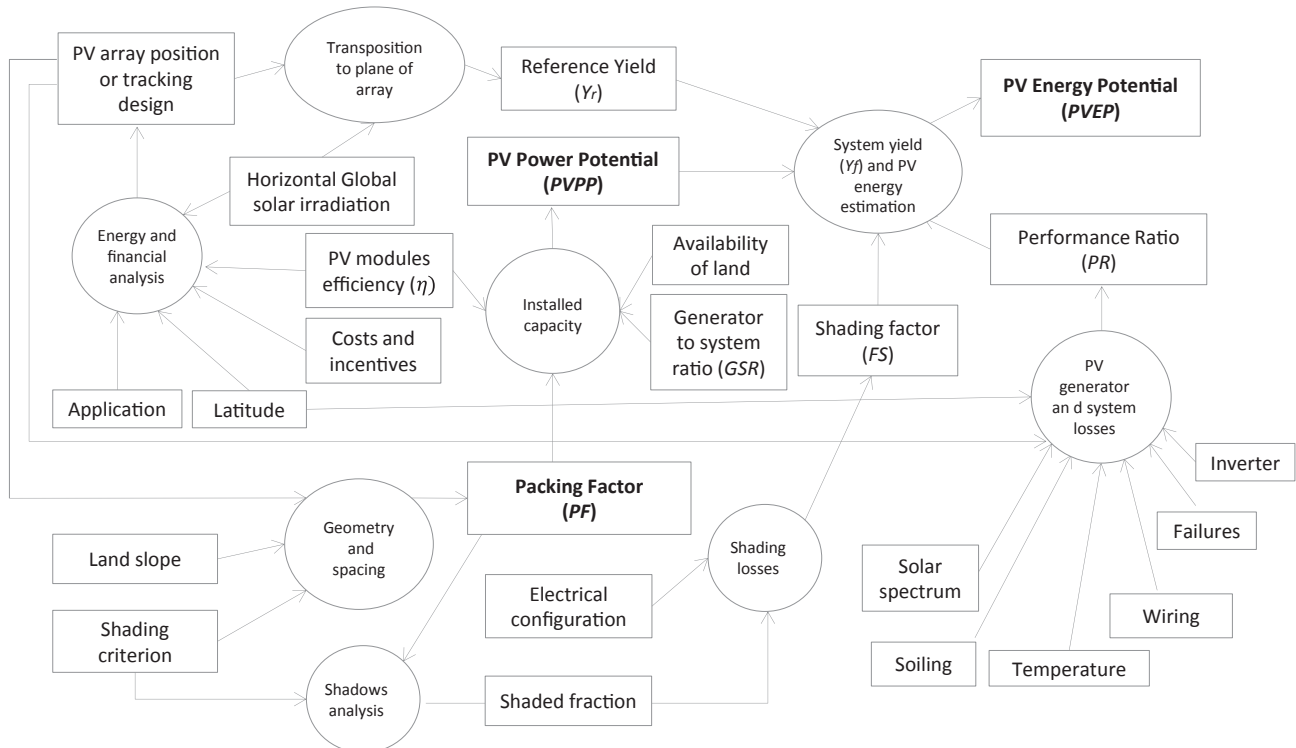 PV array position
or tracking
design
Transposition
to plane of
array
Reference Yield
(Yr)
PV Energy Potential
(PVEP)
System yield
(Yf) and PV
energy
estimation
PV Power Potential
(PVPP)
Horizontal Global
solar irradiation
Energy and
financial
analysis
PV modules
efficiency (η)
Availability
of land
Performance Ratio
(PR)
Installed
capacity
Generator
to system
ratio (GSR)
Shading factor
(FS)
Costs and
incentives
Application
Latitude
PV
generator
an d system
losses
Inverter
Packing Factor
(PF)
Geometry
and
spacing
Land slope
Shading
losses
Failures
Solar
spectrum
Electrical
configuration
Wiring
Shading
criterion
Soiling
Temperature
Shadows
analysis
Shaded fraction